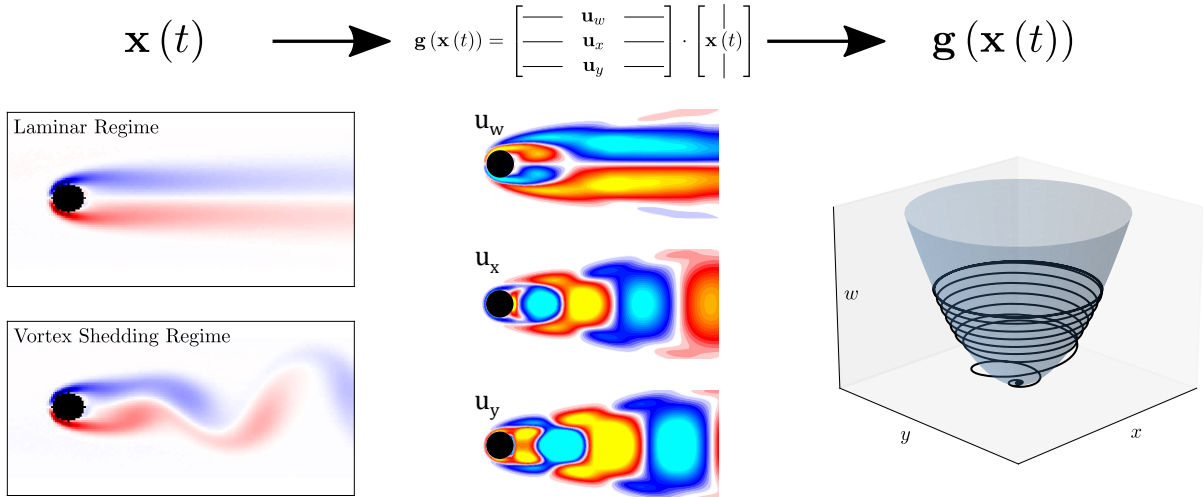 x (t)
g (x (t)) = [ u_w u_x u_y ] · [ x (t) ]
g (x (t))
Laminar Regime
Vortex Shedding Regime
u_w
u_x
u_y
w
y
x